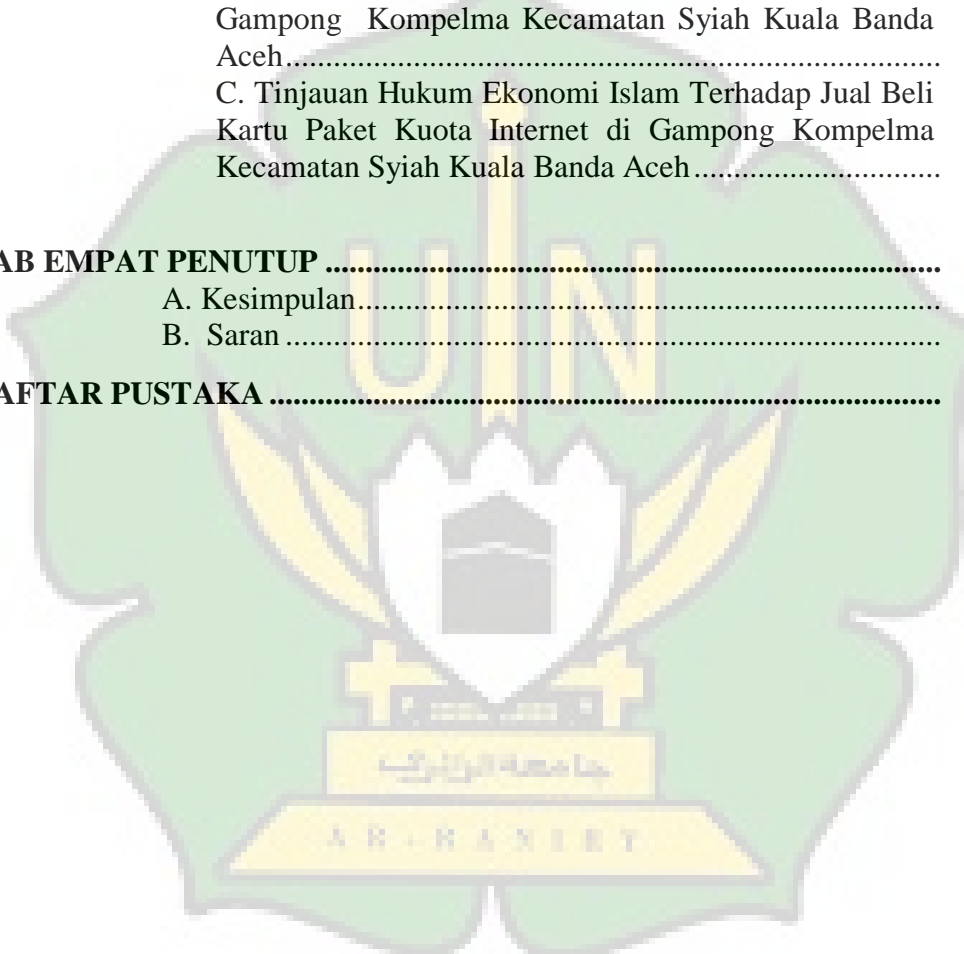 Gampong Kompelma Kecamatan Syiah Kuala Banda
Aceh.......................................................................
C. Tinjauan Hukum Ekonomi Islam Terhadap Jual Beli
Kartu Paket Kuota Internet di Gampong Kompelma
Kecamatan Syiah Kuala Banda Aceh...............................
AB EMPAT PENUTUP..............................................................................
A. Kesimpulan..........................................................................
B. Saran...................................................................................
AFTAR PUSTAKA.....................................................................................
UIN
AR-RANIRY